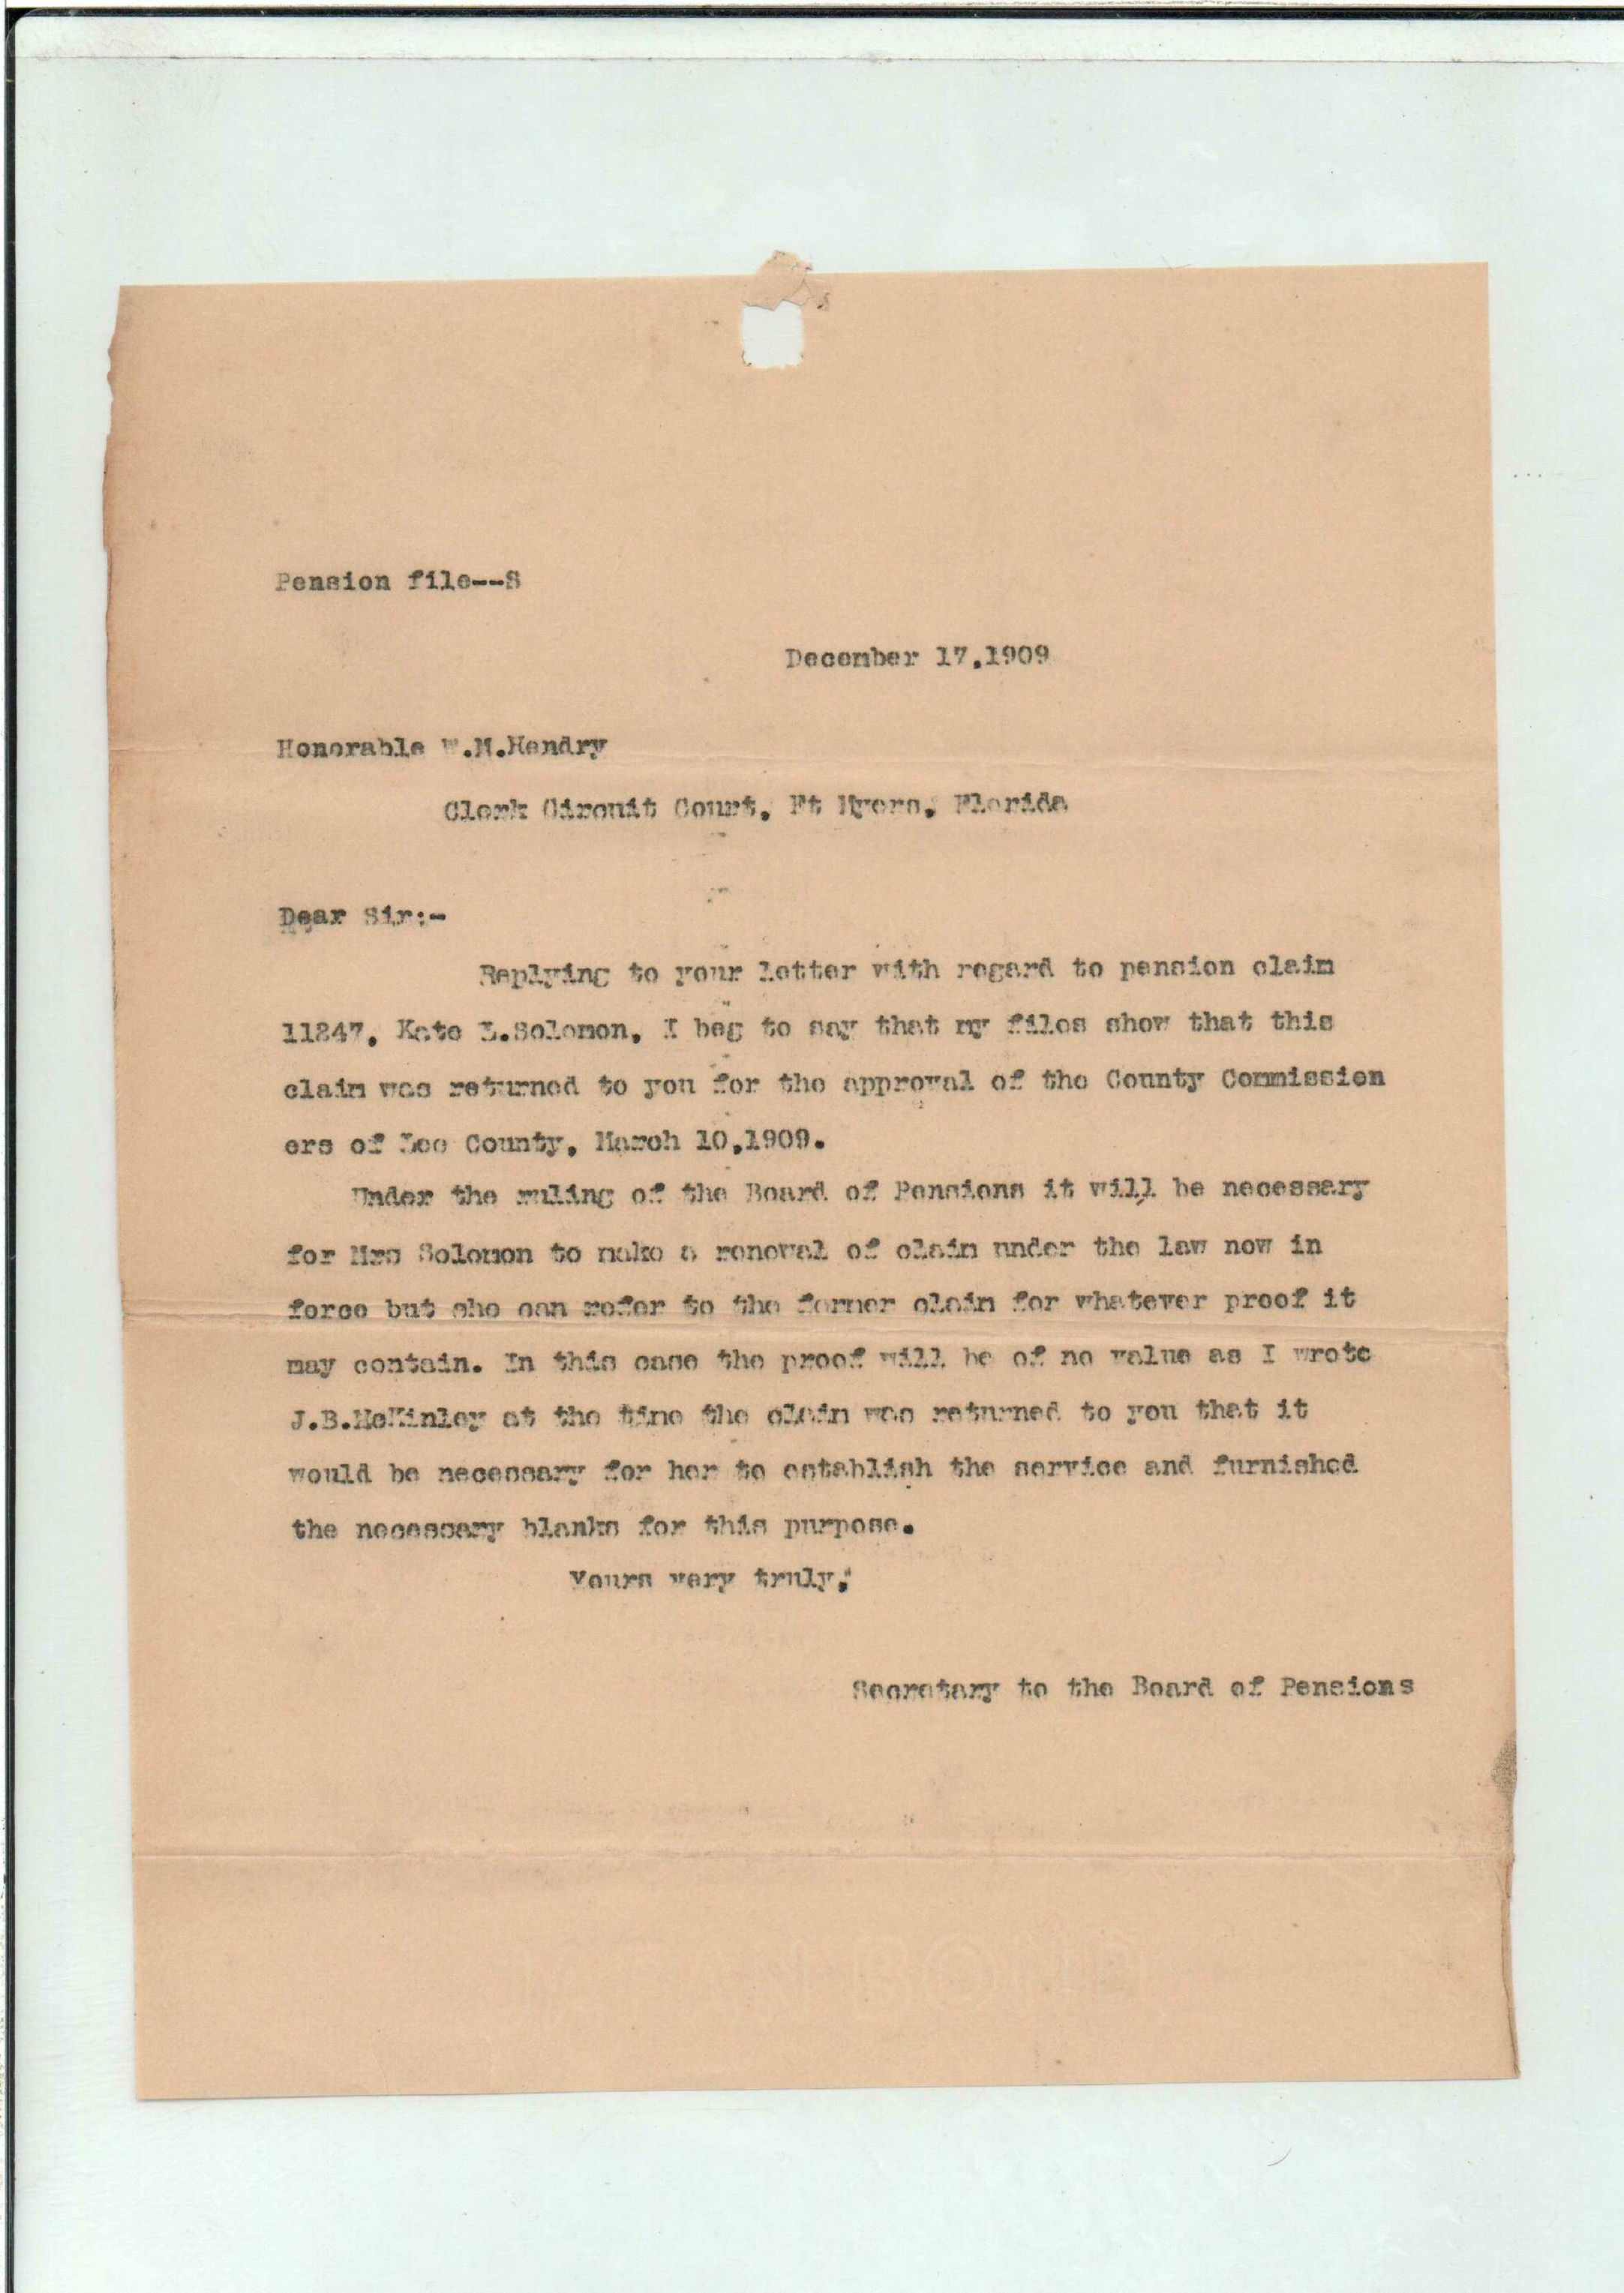 Pension file--S
December 17,1909
Honorable W.M.Hendry
Clerk Circuit Court, Ft Myers, Florida
Dear Sir:-
Replying to your letter with regard to pension claim
11247, Kate L.Solomon, I beg to say that my files show that this
claim was returned to you for the approval of the County Commission
ers of Lee County, March 10,1909.
Under the ruling of the Board of Pensions it will be necessary
for Mrs Solomon to make a renewal of claim under the law now in
force but she can refer to the former claim for whatever proof it
may contain. In this case the proof will be of no value as I wrote
J.B.McKinley at the time the claim was returned to you that it
would be necessary for her to establish the service and furnished
the necessary blanks for this purpose.
Yours very truly,
Secretary to the Board of Pensions